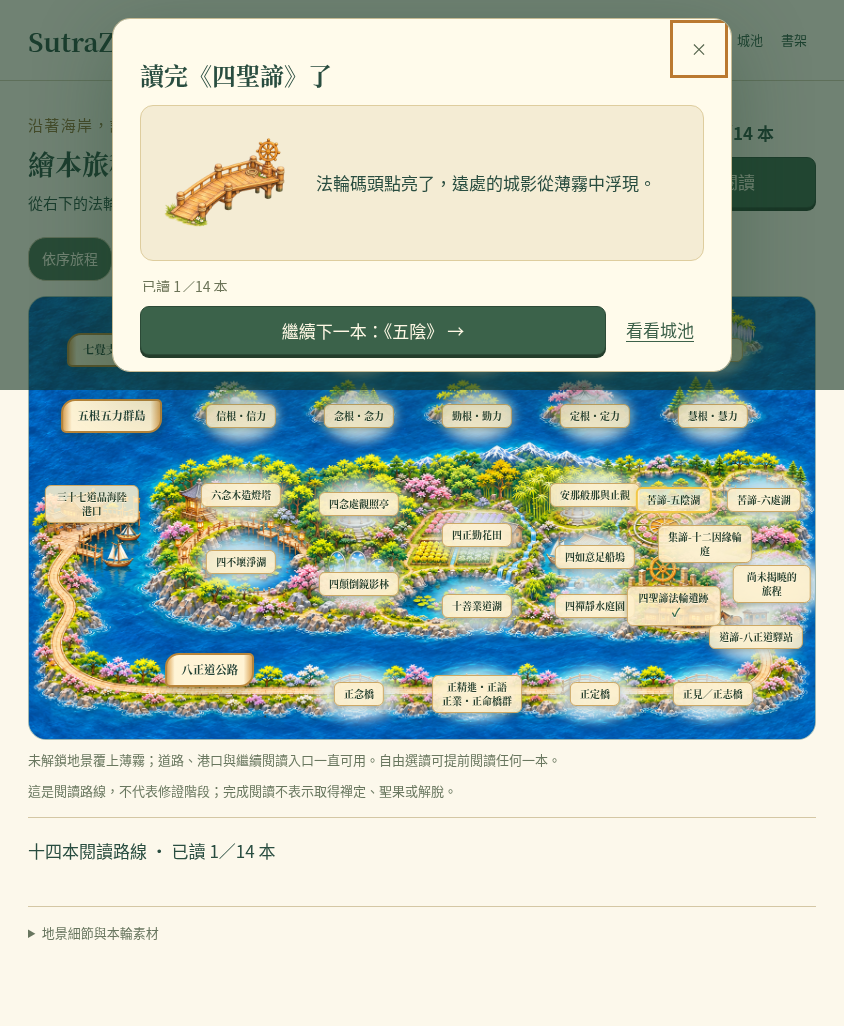 SutraZ
城池
書架
×
讀完《四聖諦》了
法輪碼頭點亮了，遠處的城影從薄霧中浮現。
已讀 1／14 本
繼續下一本：《五陰》 →
看看城池
沿著海岸，
14 本
繪本旅
閱讀
從右下的法輪
依序旅程
七覺支
五根五力群島
信根・信力
念根・念力
勤根・勤力
定根・定力
慧根・慧力
三十七道品海陸
港口
六念木造燈塔
四念處觀照亭
安那般那與止觀
苦諦-五陰湖
苦諦-六處湖
四正勤花田
集諦-十二因緣輪
庭
四不壞淨湖
四如意足船塢
四顛倒鏡影林
尚未揭曉的
旅程
十善業道湖
四禪靜水庭園
四聖諦法輪遺跡
✓
道諦-八正道驛站
八正道公路
正念橋
正精進・正語
正業・正命橋群
正定橋
正見／正志橋
未解鎖地景覆上薄霧；道路、港口與繼續閱讀入口一直可用。自由選讀可提前閱讀任何一本。
這是閱讀路線，不代表修證階段；完成閱讀不表示取得禪定、聖果或解脫。
十四本閱讀路線 ・ 已讀 1／14 本
地景細節與本輪素材